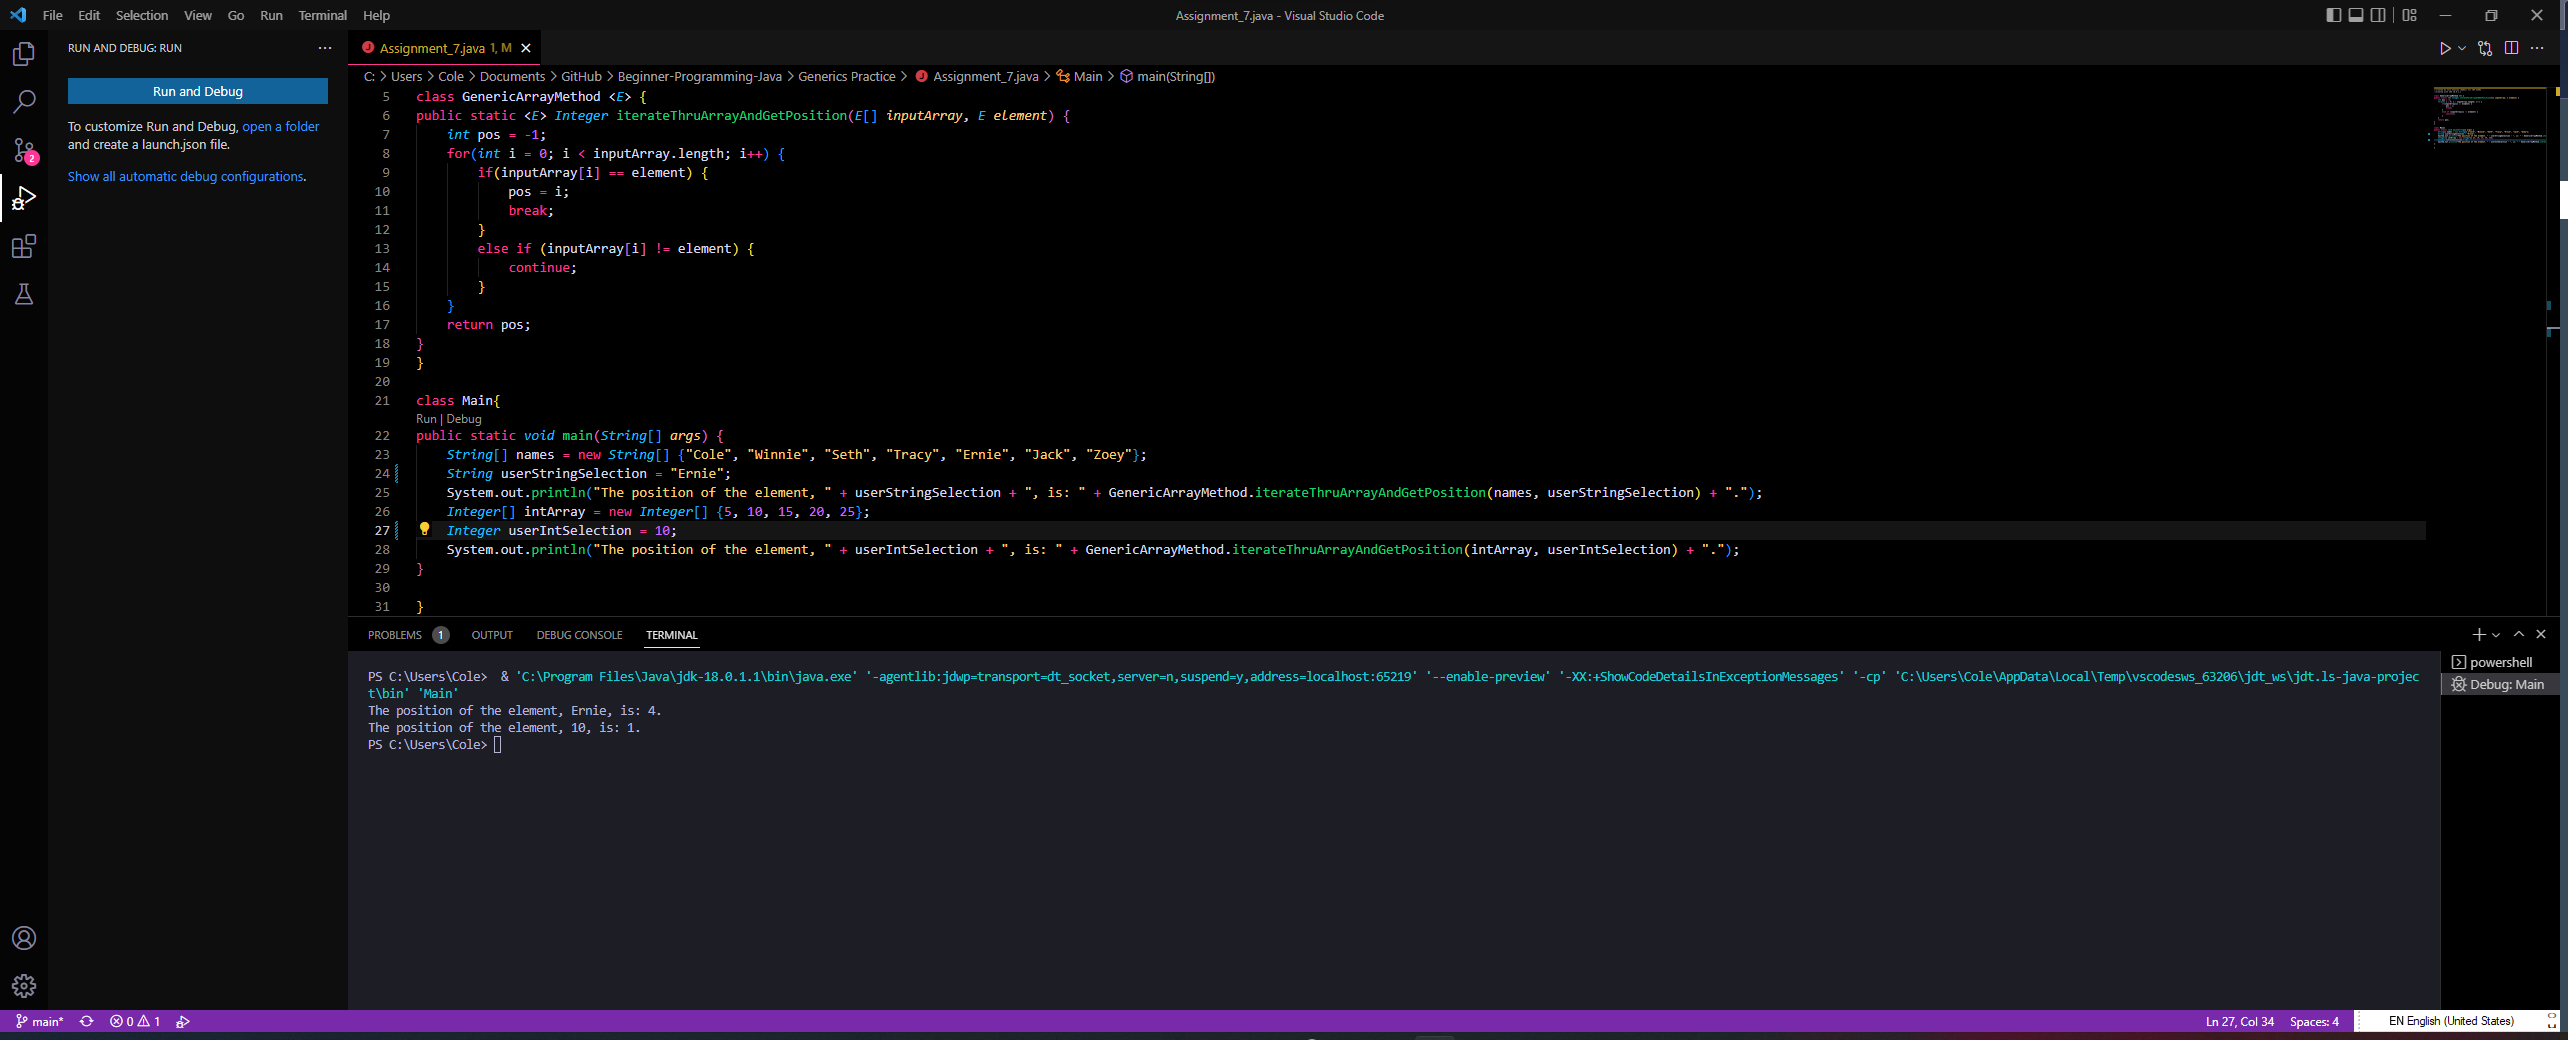 File Edit Selection View Go Run Terminal Help
Assignment_7.java - Visual Studio Code
RUN AND DEBUG: RUN
Run and Debug
To customize Run and Debug, open a folder
and create a launch.json file.
Show all automatic debug configurations.
2
Assignment_7.java 1, M
C: > Users > Cole > Documents > GitHub > Beginner-Programming-Java > Generics Practice > Assignment_7.java > Main > main(String[])
5 class GenericArrayMethod <E> {
6 public static <E> Integer iterateThruArrayAndGetPosition(E[] inputArray, E element) {
7 int pos = -1;
8 for(int i = 0; i < inputArray.length; i++) {
9 if(inputArray[i] == element) {
10 pos = i;
11 break;
12 }
13 else if (inputArray[i] != element) {
14 continue;
15 }
16 }
17 return pos;
18 }
19 }
20
21 class Main{
Run | Debug
22 public static void main(String[] args) {
23 String[] names = new String[] {"Cole", "Winnie", "Seth", "Tracy", "Ernie", "Jack", "Zoey"};
24 String userStringSelection = "Ernie";
25 System.out.println("The position of the element, " + userStringSelection + ", is: " + GenericArrayMethod.iterateThruArrayAndGetPosition(names, userStringSelection) + ".");
26 Integer[] intArray = new Integer[] {5, 10, 15, 20, 25};
27 Integer userIntSelection = 10;
28 System.out.println("The position of the element, " + userIntSelection + ", is: " + GenericArrayMethod.iterateThruArrayAndGetPosition(intArray, userIntSelection) + ".");
29 }
30
31 }
PROBLEMS 1 OUTPUT DEBUG CONSOLE TERMINAL
PS C:\Users\Cole> & 'C:\Program Files\Java\jdk-18.0.1.1\bin\java.exe' '-agentlib:jdwp=transport=dt_socket,server=n,suspend=y,address=localhost:65219' '--enable-preview' '-XX:+ShowCodeDetailsInExceptionMessages' '-cp' 'C:\Users\Cole\AppData\Local\Temp\vscodesws_63206\jdt_ws\jdt.ls-java-projec
t\bin' 'Main'
The position of the element, Ernie, is: 4.
The position of the element, 10, is: 1.
PS C:\Users\Cole>
powershell
Debug: Main
main* 0 1
Ln 27, Col 34 Spaces: 4 EN English (United States)